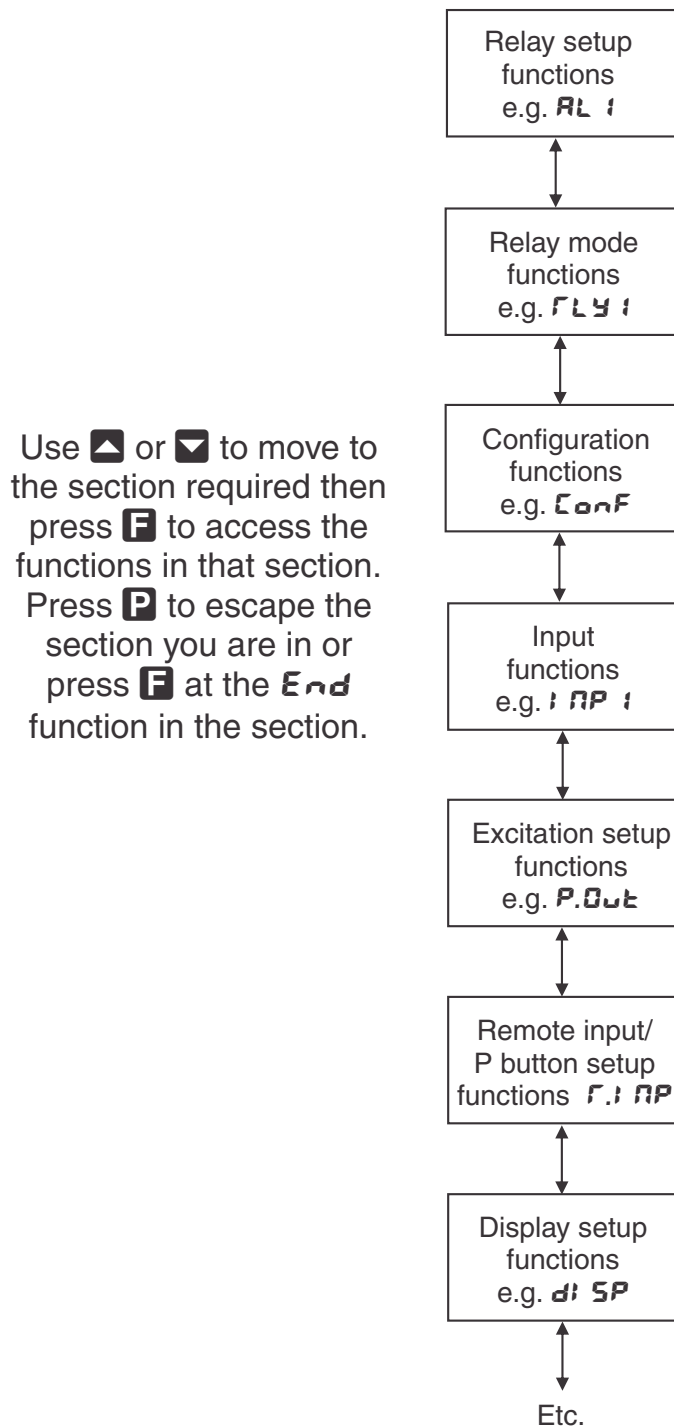 Relay setup
functions
e.g. AL 1
Relay mode
functions
e.g. rLY1
Configuration
functions
e.g. ConF
Use ▲ or ▼ to move to
the section required then
press F to access the
functions in that section.
Press P to escape the
section you are in or
press F at the End
function in the section.
Input
functions
e.g. INP 1
Excitation setup
functions
e.g. P.Out
Remote input/
P button setup
functions r.INP
Display setup
functions
e.g. diSP
Etc.